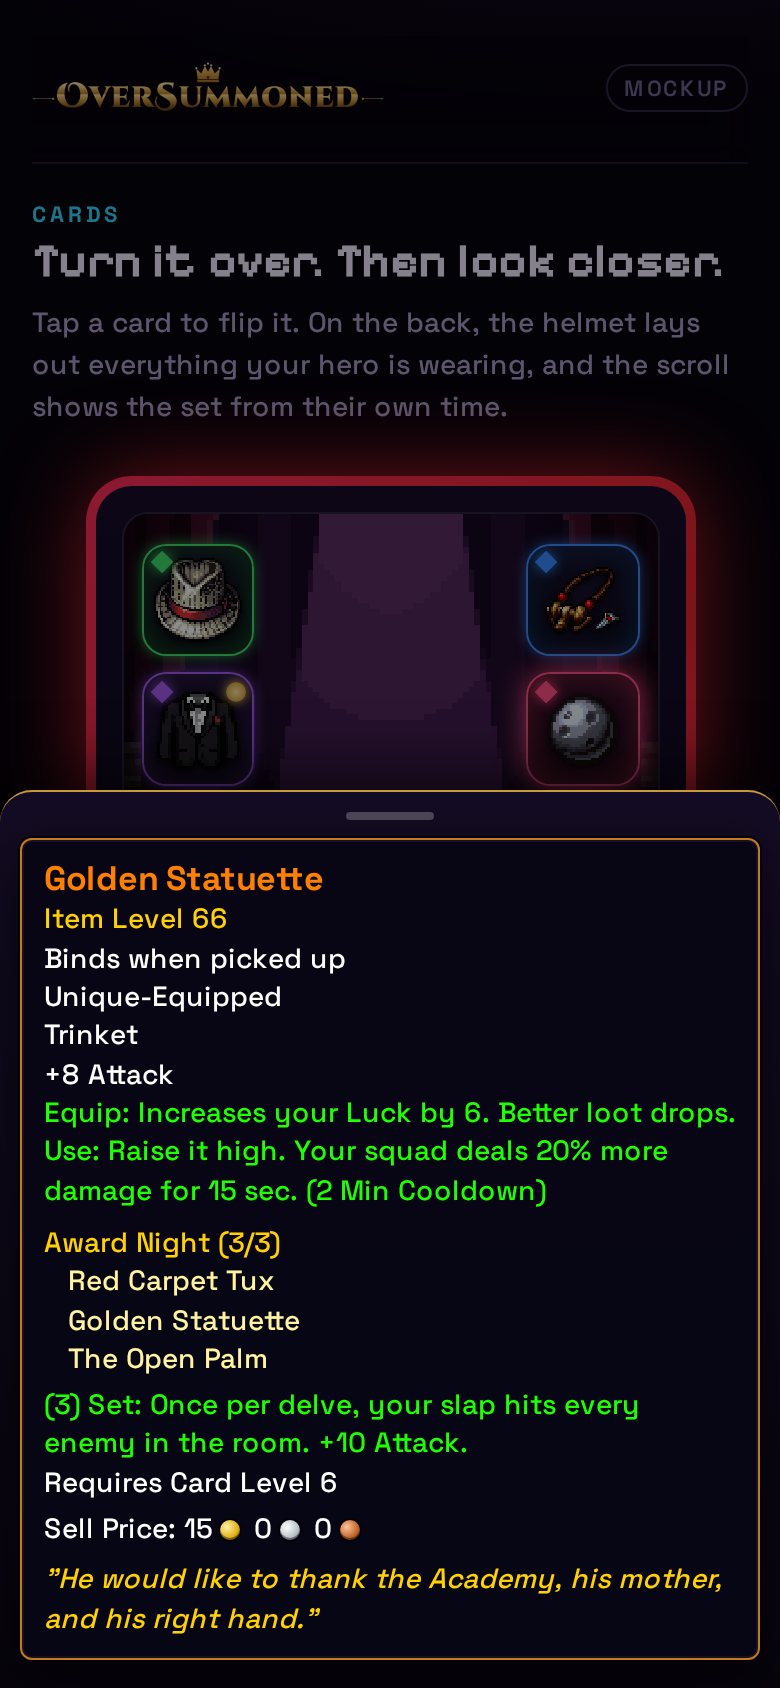 OVERSUMMONED
MOCKUP
CARDS
Turn it over. Then look closer.
Tap a card to flip it. On the back, the helmet lays
out everything your hero is wearing, and the scroll
shows the set from their own time.
Golden Statuette
Item Level 66
Binds when picked up
Unique-Equipped
Trinket
+8 Attack
Equip: Increases your Luck by 6. Better loot drops.
Use: Raise it high. Your squad deals 20% more
damage for 15 sec. (2 Min Cooldown)
Award Night (3/3)
Red Carpet Tux
Golden Statuette
The Open Palm
(3) Set: Once per delve, your slap hits every
enemy in the room. +10 Attack.
Requires Card Level 6
Sell Price: 15 0 0
"He would like to thank the Academy, his mother,
and his right hand."